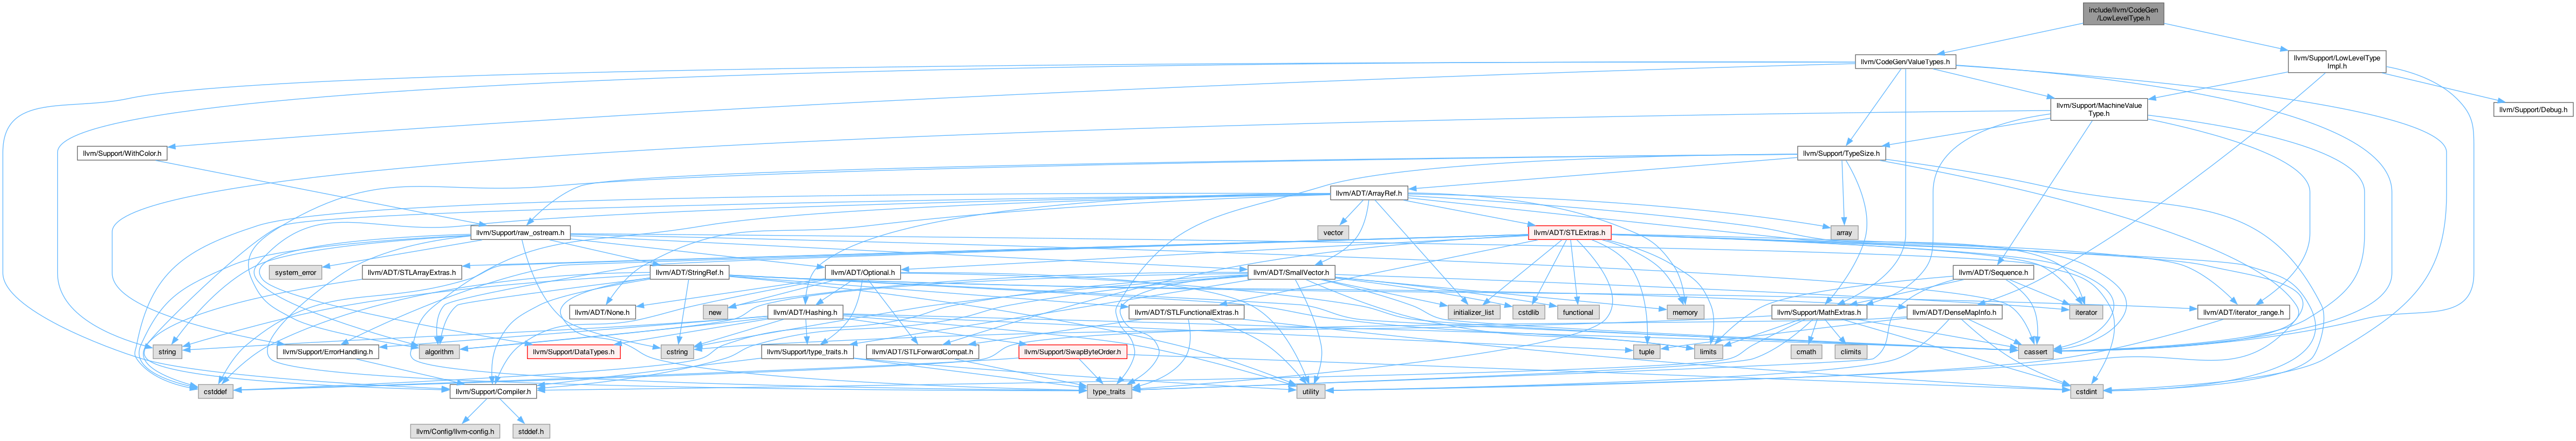 include/llvm/CodeGen
/LowLevelType.h
llvm/CodeGen/ValueTypes.h
llvm/Support/LowLevelType
Impl.h
llvm/Support/MachineValue
Type.h
llvm/Support/Debug.h
llvm/Support/WithColor.h
llvm/Support/TypeSize.h
llvm/ADT/ArrayRef.h
llvm/Support/raw_ostream.h
vector
llvm/ADT/STLExtras.h
array
system_error
llvm/ADT/STLArrayExtras.h
llvm/ADT/StringRef.h
llvm/ADT/Optional.h
llvm/ADT/SmallVector.h
llvm/ADT/Sequence.h
llvm/ADT/None.h
new
llvm/ADT/Hashing.h
llvm/ADT/STLFunctionalExtras.h
initializer_list
cstdlib
functional
memory
llvm/ADT/DenseMapInfo.h
llvm/Support/MathExtras.h
iterator
llvm/ADT/iterator_range.h
string
llvm/Support/ErrorHandling.h
algorithm
llvm/Support/DataTypes.h
cstring
llvm/Support/type_traits.h
llvm/ADT/STLForwardCompat.h
llvm/Support/SwapByteOrder.h
tuple
limits
cmath
climits
cassert
cstddef
llvm/Support/Compiler.h
type_traits
utility
cstdint
llvm/Config/llvm-config.h
stddef.h